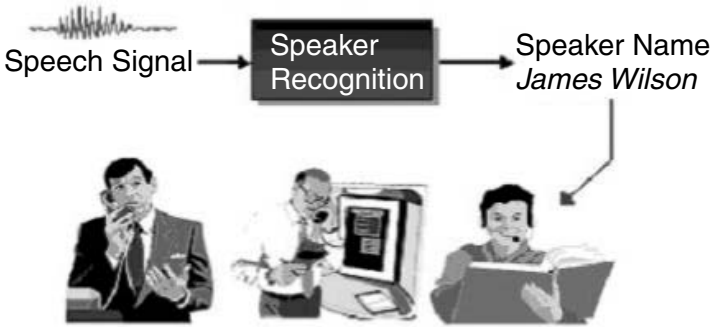 Speech Signal
Speaker
Recognition
Speaker Name
James Wilson